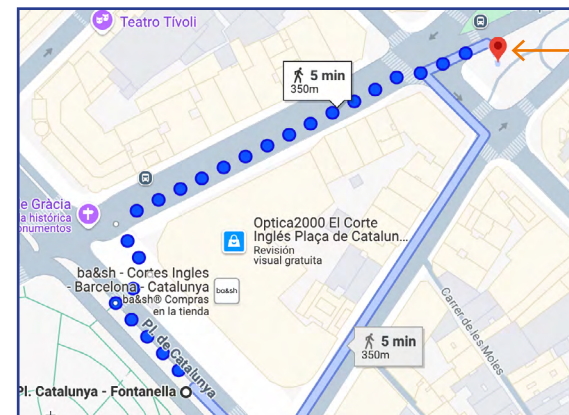 Teatro Tívoli
5 min
350m
e Gràcia
a histórica
onumentos
Optica2000 El Corte
Inglés Plaça de Catalun...
Revisión
visual gratuita
ba&sh - Cortes Ingles
- Barcelona - Catalunya
ba&sh® Compras
en la tienda
ba&sh
Pl. de Catalunya
5 min
350m
Carrer de les Moles
Pl. Catalunya - Fontanella